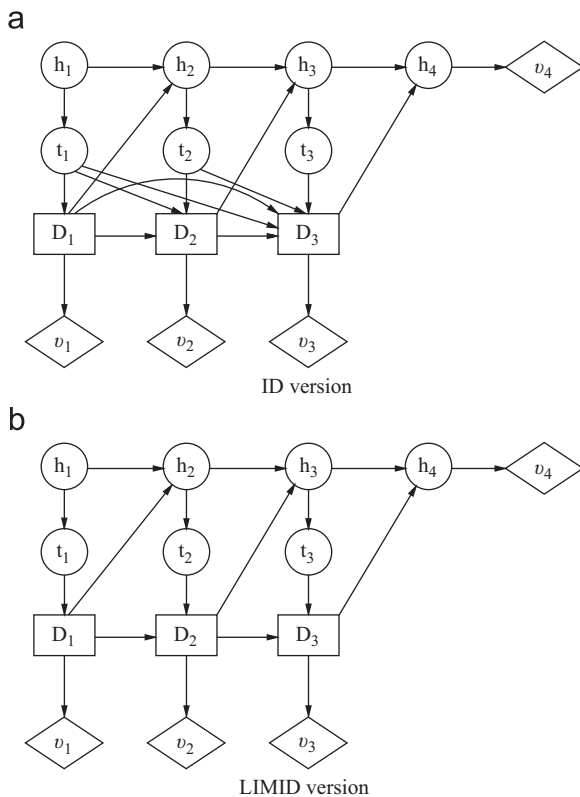 a
h1 h2 h3 h4 υ4
t1 t2 t3
D1 D2 D3
υ1 υ2 υ3
ID version
b
h1 h2 h3 h4 υ4
t1 t2 t3
D1 D2 D3
υ1 υ2 υ3
LIMID version